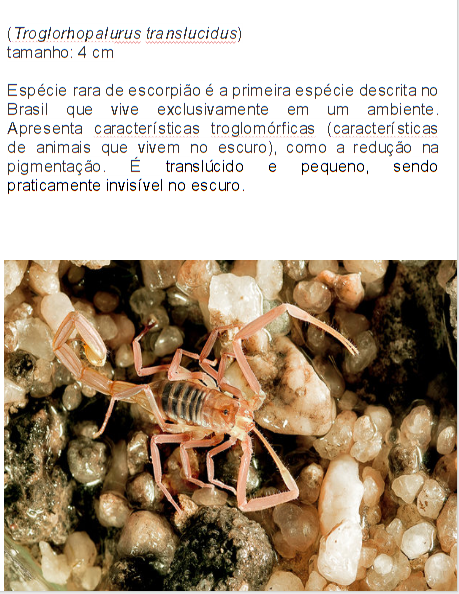 (Troglorhopalurus translucidus)
tamanho: 4 cm
Espécie rara de escorpião é a primeira espécie descrita no
Brasil que vive exclusivamente em um ambiente.
Apresenta características troglomórficas (características
de animais que vivem no escuro), como a redução na
pigmentação. É translúcido e pequeno, sendo
praticamente invisível no escuro.